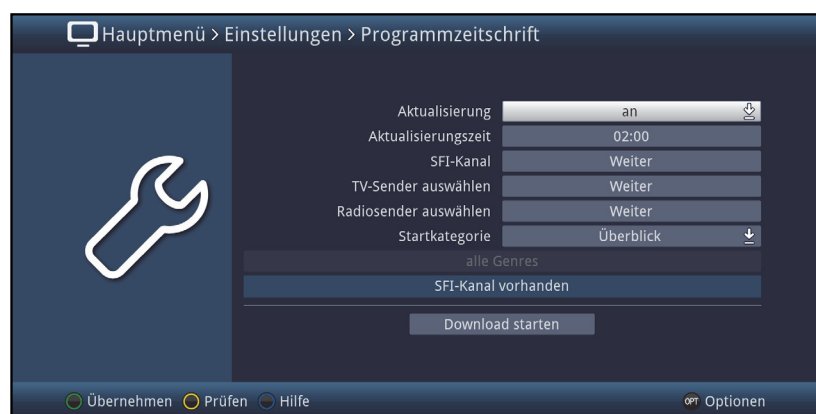 Hauptmenü > Einstellungen > Programmzeitschrift
Aktualisierung an
Aktualisierungszeit 02:00
SFI-Kanal Weiter
TV-Sender auswählen Weiter
Radiosender auswählen Weiter
Startkategorie Überblick
alle Genres
SFI-Kanal vorhanden
Download starten
Übernehmen Prüfen Hilfe OPT Optionen